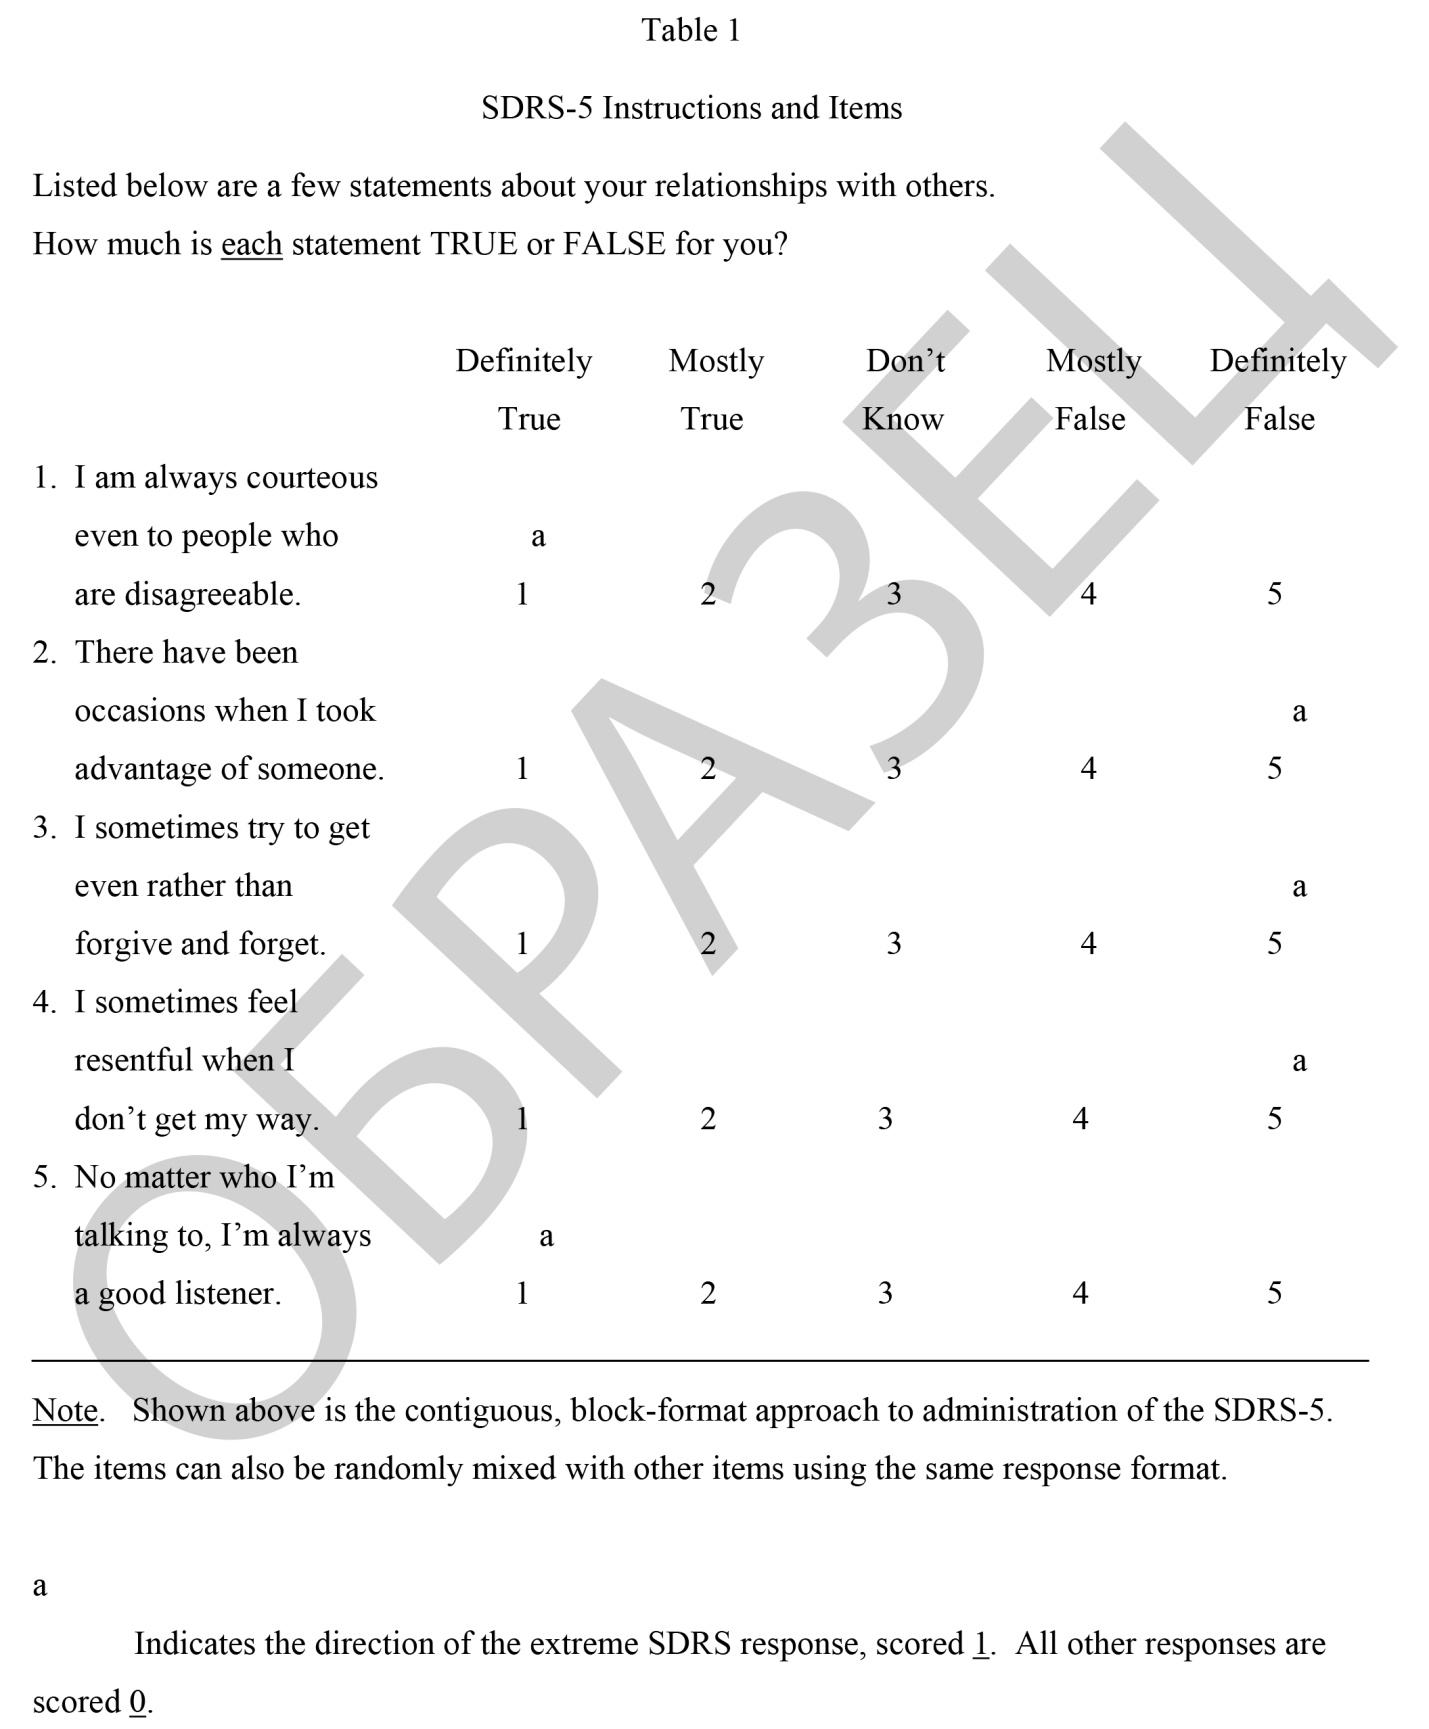 Table 1
SDRS-5 Instructions and Items
Listed below are a few statements about your relationships with others.
How much is each statement TRUE or FALSE for you?
Definitely Mostly Don’t Mostly Definitely
True True Know False False
1. I am always courteous
even to people who a
are disagreeable. 1 2 3 4 5
2. There have been
occasions when I took a
advantage of someone. 1 2 3 4 5
3. I sometimes try to get
even rather than a
forgive and forget. 1 2 3 4 5
4. I sometimes feel
resentful when I a
don’t get my way. 1 2 3 4 5
5. No matter who I’m
talking to, I’m always a
a good listener. 1 2 3 4 5
Note. Shown above is the contiguous, block-format approach to administration of the SDRS-5.
The items can also be randomly mixed with other items using the same response format.
a
Indicates the direction of the extreme SDRS response, scored 1. All other responses are
scored 0.
ОБРАЗЕЦ